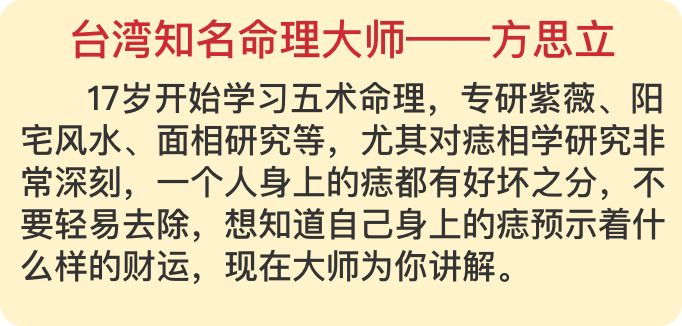 台湾知名命理大师——方思立
17岁开始学习五术命理，专研紫薇、阳
宅风水、面相研究等，尤其对痣相学研究非
常深刻，一个人身上的痣都有好坏之分，不
要轻易去除，想知道自己身上的痣预示着什
么样的财运，现在大师为你讲解。